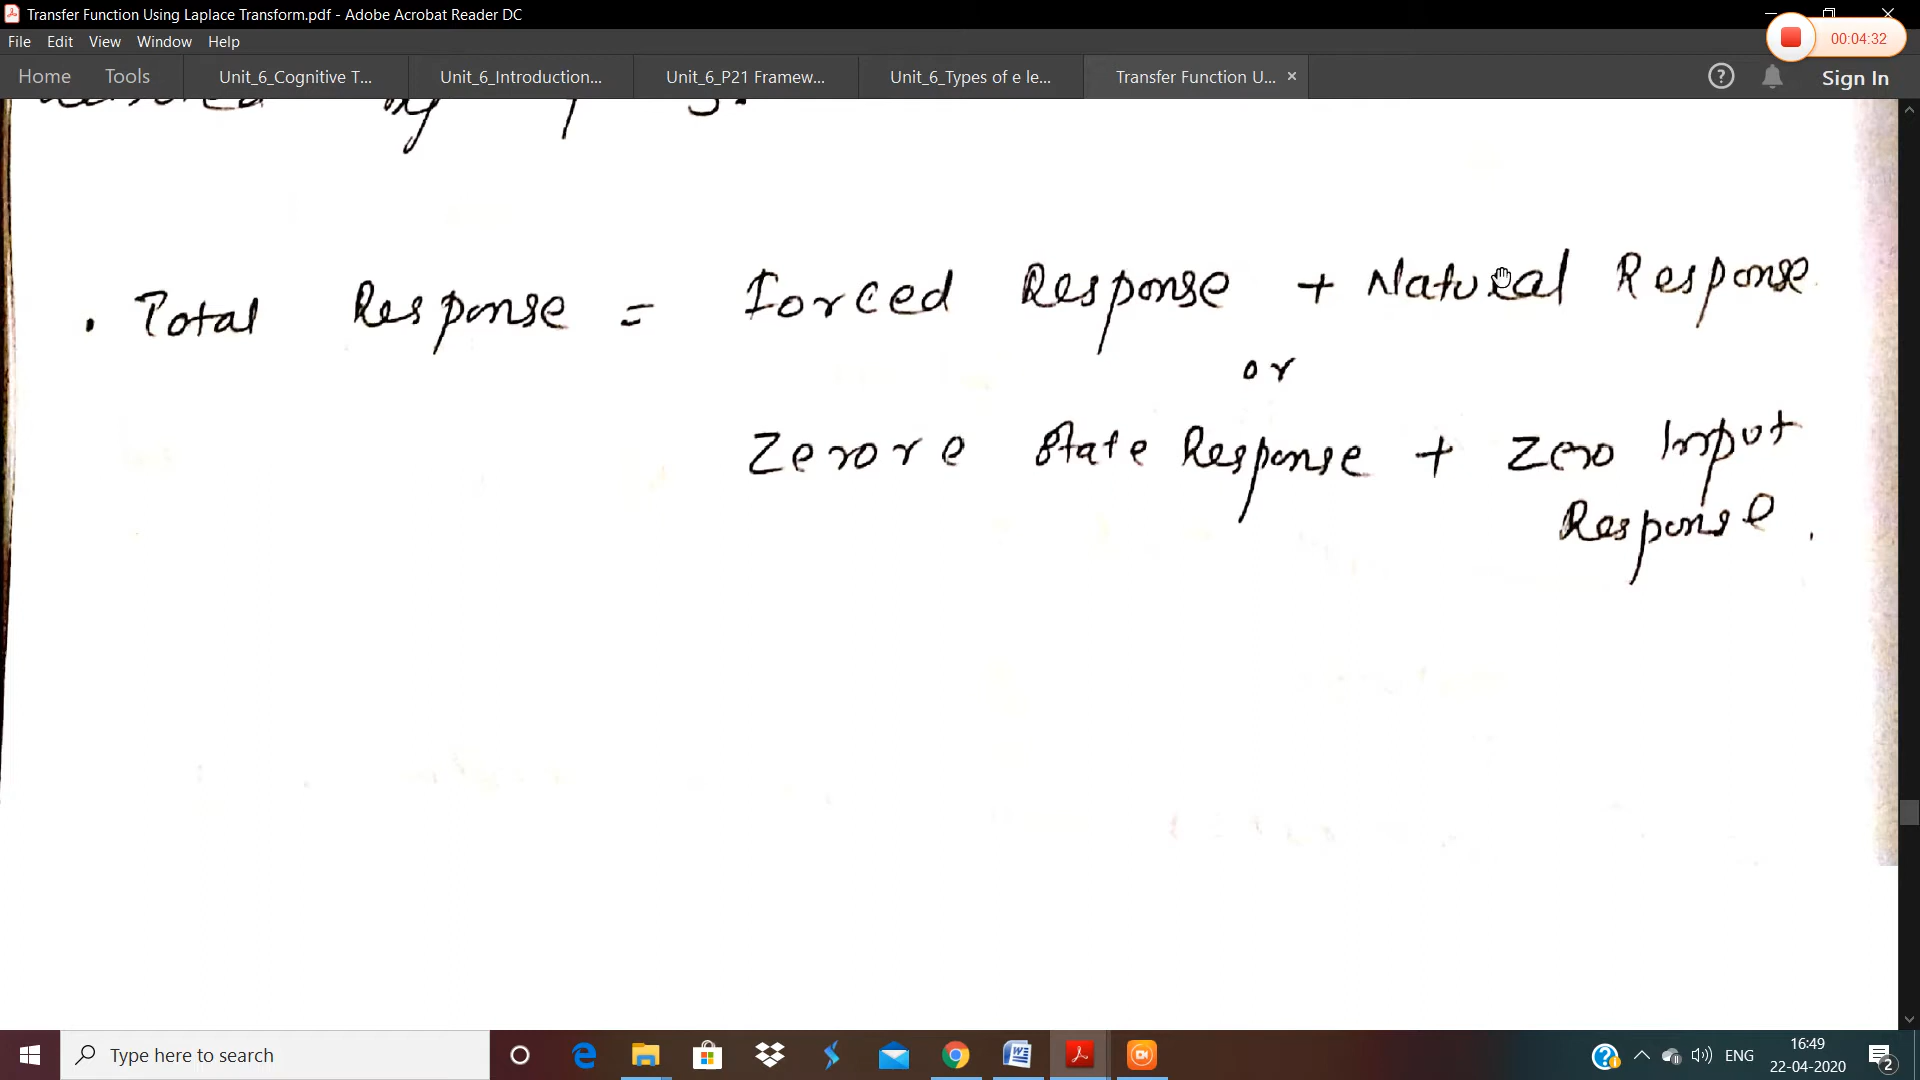 Transfer Function Using Laplace Transform.pdf - Adobe Acrobat Reader DC
00:04:32
File Edit View Window Help
Home Tools Unit_6_Cognitive T... Unit_6_Introduction... Unit_6_P21 Framew... Unit_6_Types of e le... Transfer Function U... × Sign In
. Total Response = Forced Response + Natural Response
or
Zerore State Response + Zero Input
Response.
Type here to search
ENG
16:49
22-04-2020
2